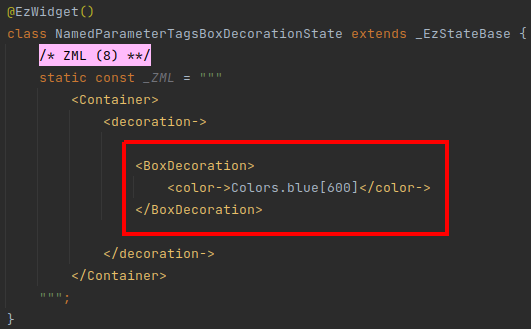 @EzWidget()
class NamedParameterTagsBoxDecorationState extends _EzStateBase {
/* ZML (8) **/
static const _ZML = """
<Container>
<decoration->
<BoxDecoration>
<color->Colors.blue[600]</color->
</BoxDecoration>
</decoration->
</Container>
""";
}